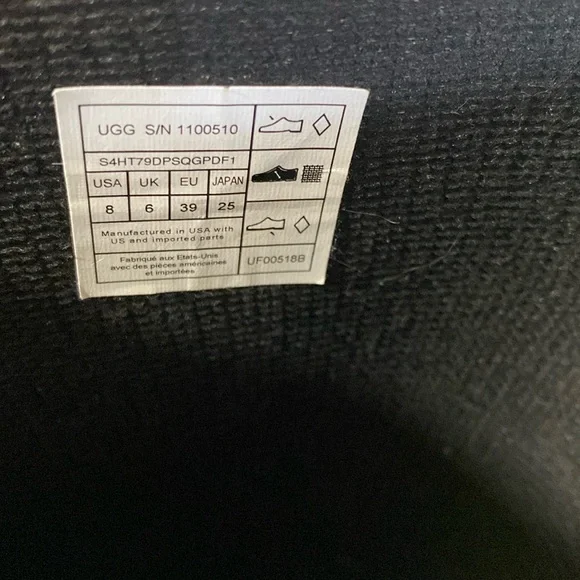 UGG S/N 1100510
S4HT79DPSQGPDF1
USA UK EU JAPAN
8 6 39 25
Manufactured in USA with
US and imported parts
Fabriqué aux Etats-Unis
avec des pièces américaines
et importées
UF00518B